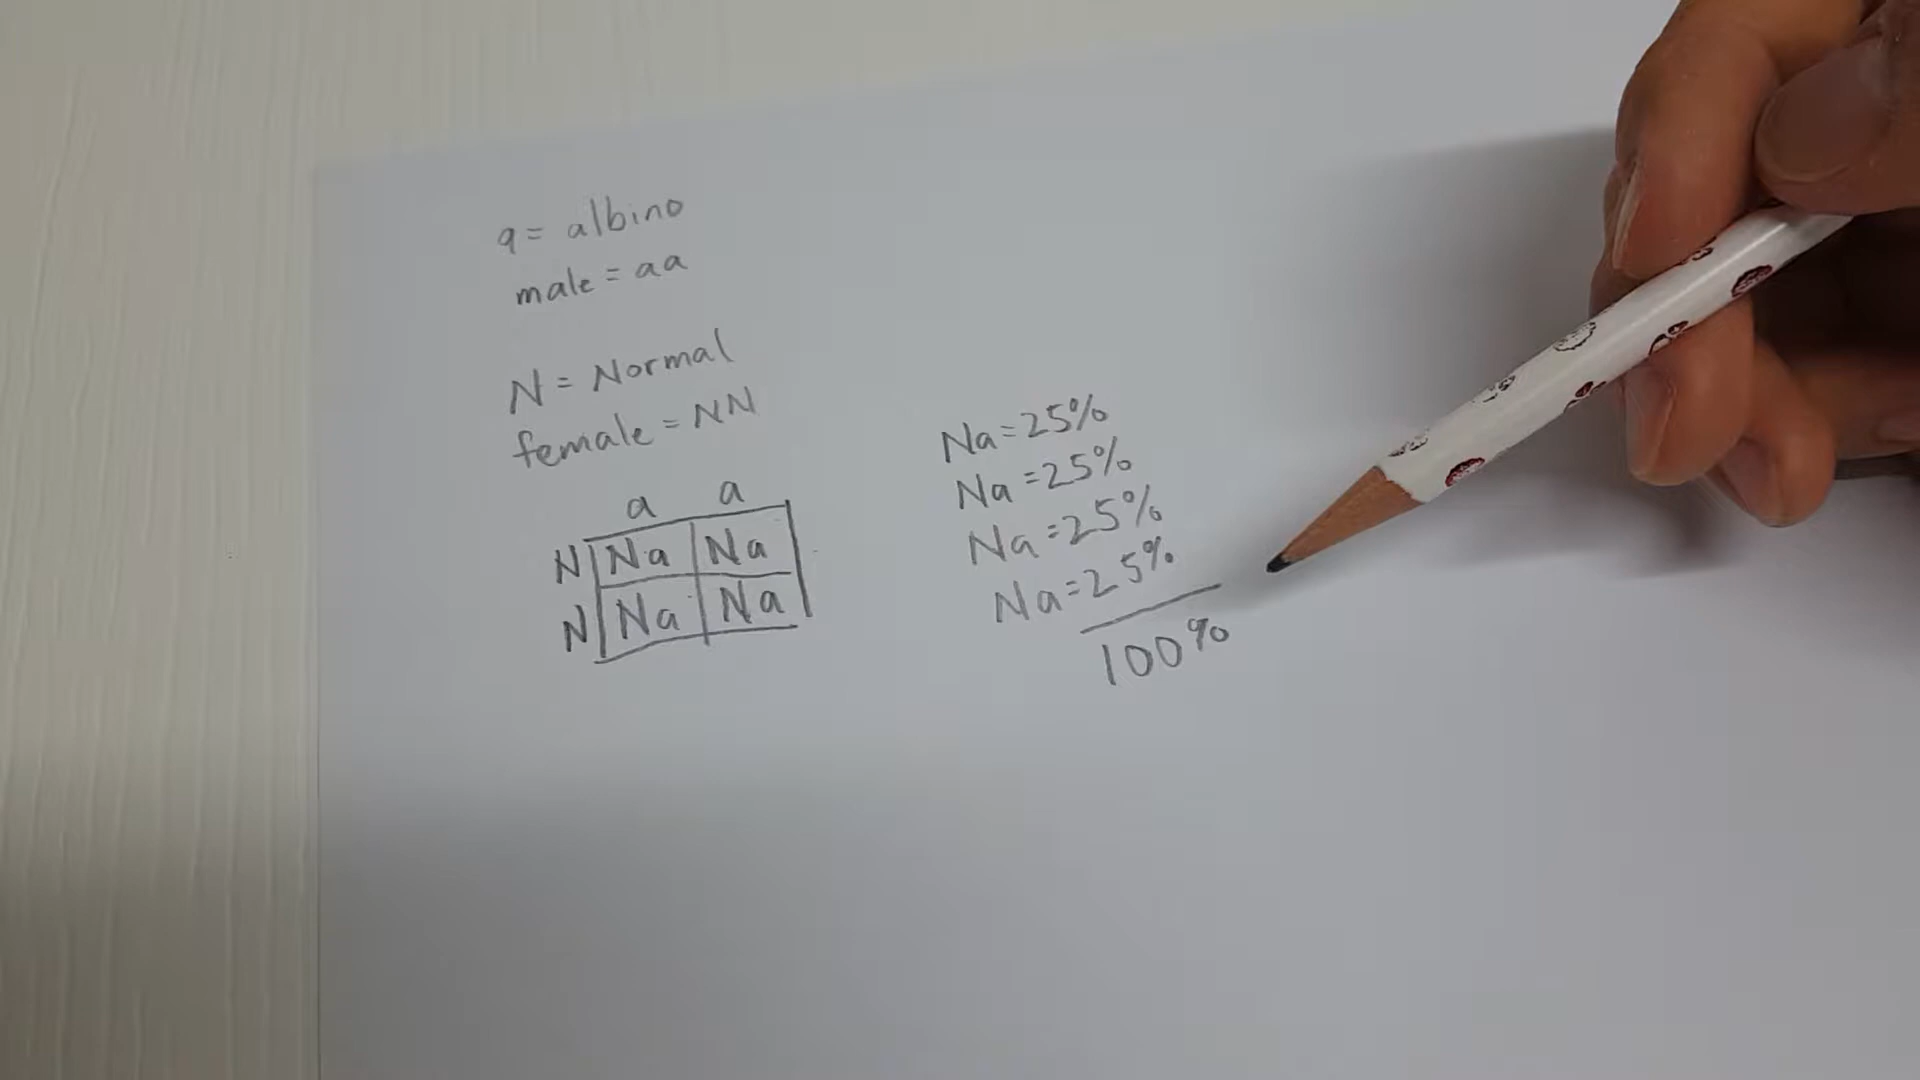 a = albino
male = aa
N = Normal
female = NN
a a
N Na Na
N Na Na
Na = 25%
Na = 25%
Na = 25%
Na = 25%
100%